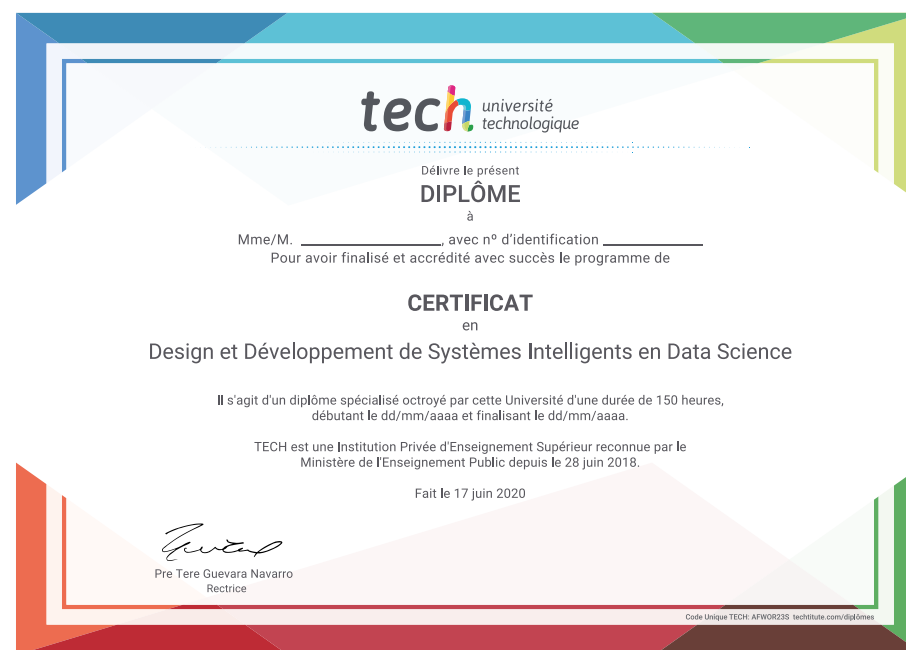 tech université
technologique
Délivre le présent
DIPLÔME
à
Mme/M. ____________________, avec nº d'identification ______________
Pour avoir finalisé et accrédité avec succès le programme de
CERTIFICAT
en
Design et Développement de Systèmes Intelligents en Data Science
Il s'agit d'un diplôme spécialisé octroyé par cette Université d'une durée de 150 heures,
débutant le dd/mm/aaaa et finalisant le dd/mm/aaaa.
TECH est une Institution Privée d'Enseignement Supérieur reconnue par le
Ministère de l'Enseignement Public depuis le 28 juin 2018.
Fait le 17 juin 2020
Pre Tere Guevara Navarro
Rectrice
Code Unique TECH: AFWOR23S techtitute.com/diplômes